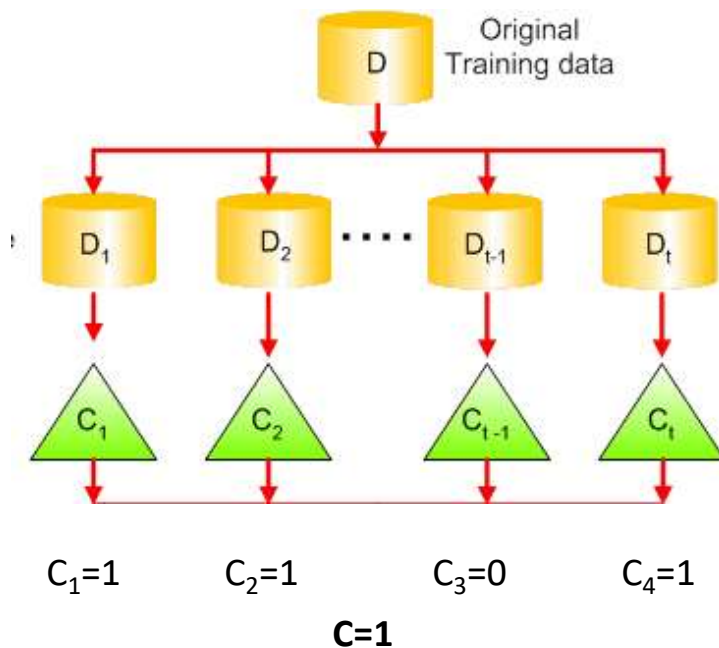 D
Original
Training data
D₁ D₂ .... Dₜ₋₁ Dₜ
C₁ C₂ Cₜ₋₁ Cₜ
C₁=1 C₂=1 C₃=0 C₄=1
C=1